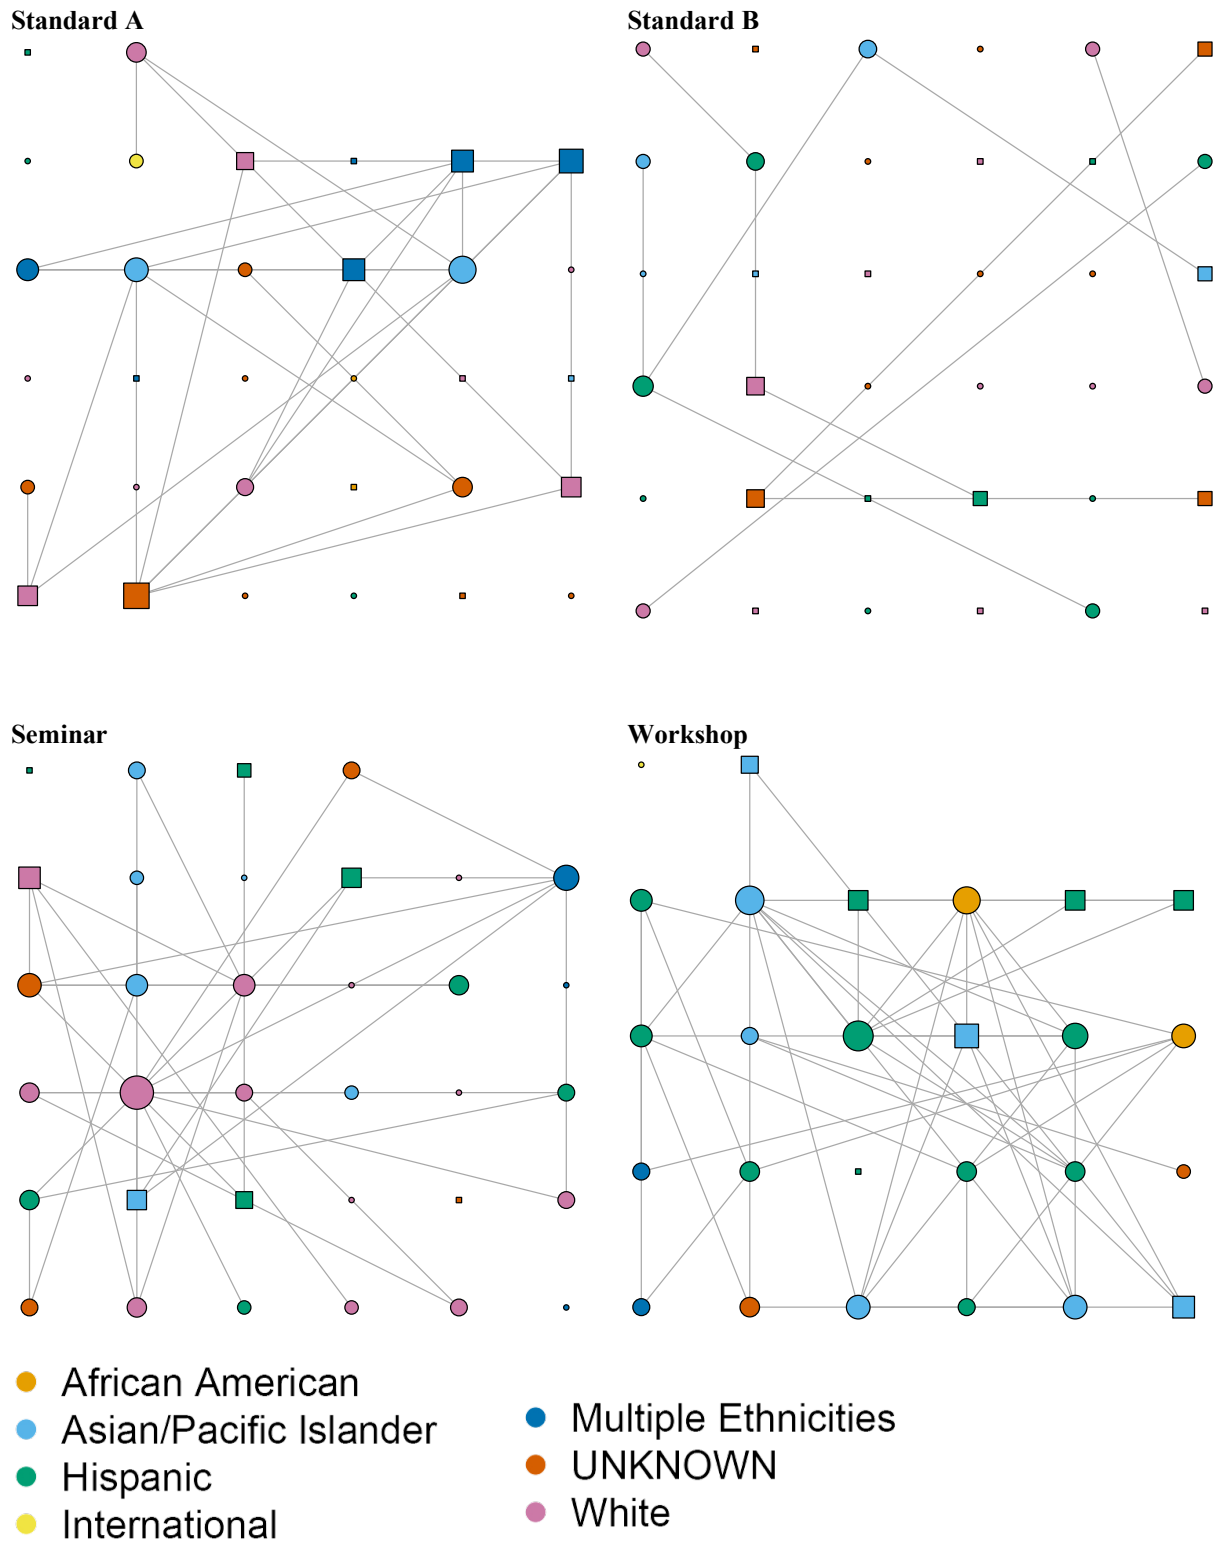 Standard A
Standard B
Seminar
Workshop
African American
Asian/Pacific Islander
Hispanic
International
Multiple Ethnicities
UNKNOWN
White